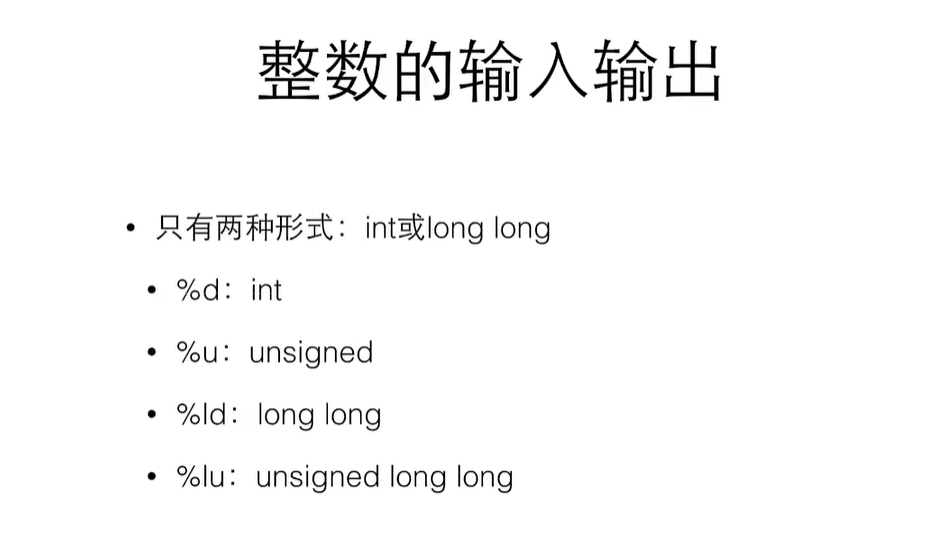 整数的输入输出
• 只有两种形式：int或long long
• %d：int
• %u：unsigned
• %ld：long long
• %lu：unsigned long long